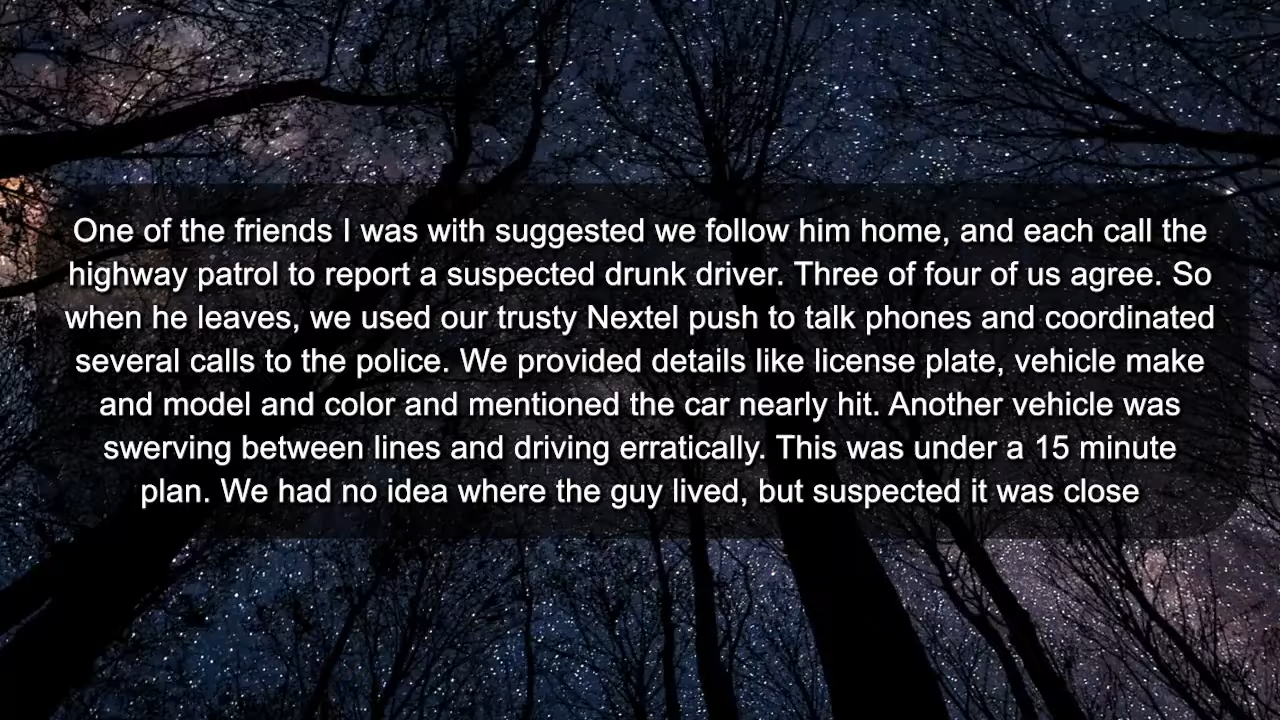 One of the friends I was with suggested we follow him home, and each call the
highway patrol to report a suspected drunk driver. Three of four of us agree. So
when he leaves, we used our trusty Nextel push to talk phones and coordinated
several calls to the police. We provided details like license plate, vehicle make
and model and color and mentioned the car nearly hit. Another vehicle was
swerving between lines and driving erratically. This was under a 15 minute
plan. We had no idea where the guy lived, but suspected it was close